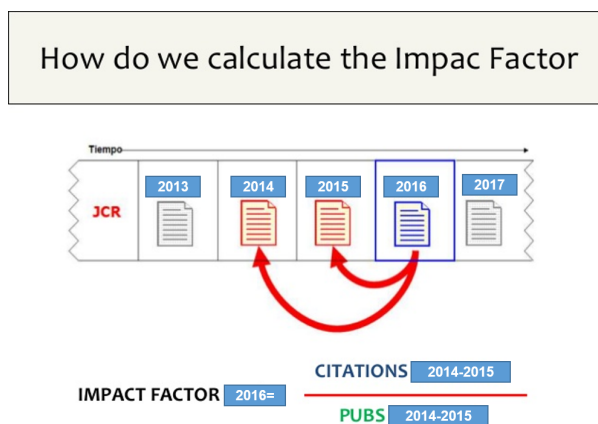 How do we calculate the Impac Factor
Tiempo
JCR
2013
2014
2015
2016
2017
CITATIONS 2014-2015
IMPACT FACTOR 2016=
PUBS 2014-2015